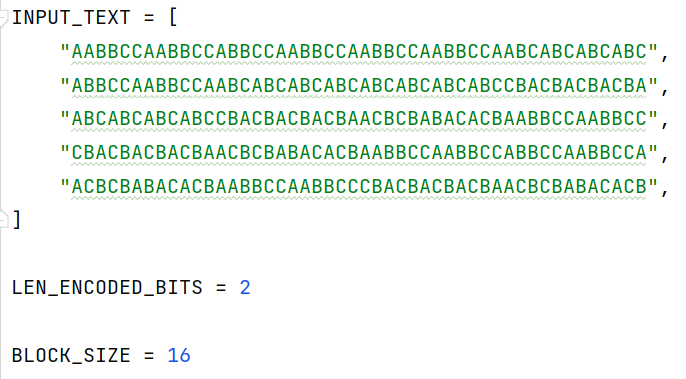 INPUT_TEXT = [
"AABBCCAABBCCABBCCAABBCCAABBCCAABBCCAABCABCABCABC",
"ABBCCAABBCCAABCABCABCABCABCABCABCABCCBACBACBACBA",
"ABCABCABCABCCBACBACBACBAACBCBABACACBAABBCCAABBCC",
"CBACBACBACBAACBCBABACACBAABBCCAABBCCABBCCAABBCCA",
"ACBCBABACACBAABBCCAABBCCCBACBACBACBAACBCBABACACB",
]
LEN_ENCODED_BITS = 2
BLOCK_SIZE = 16